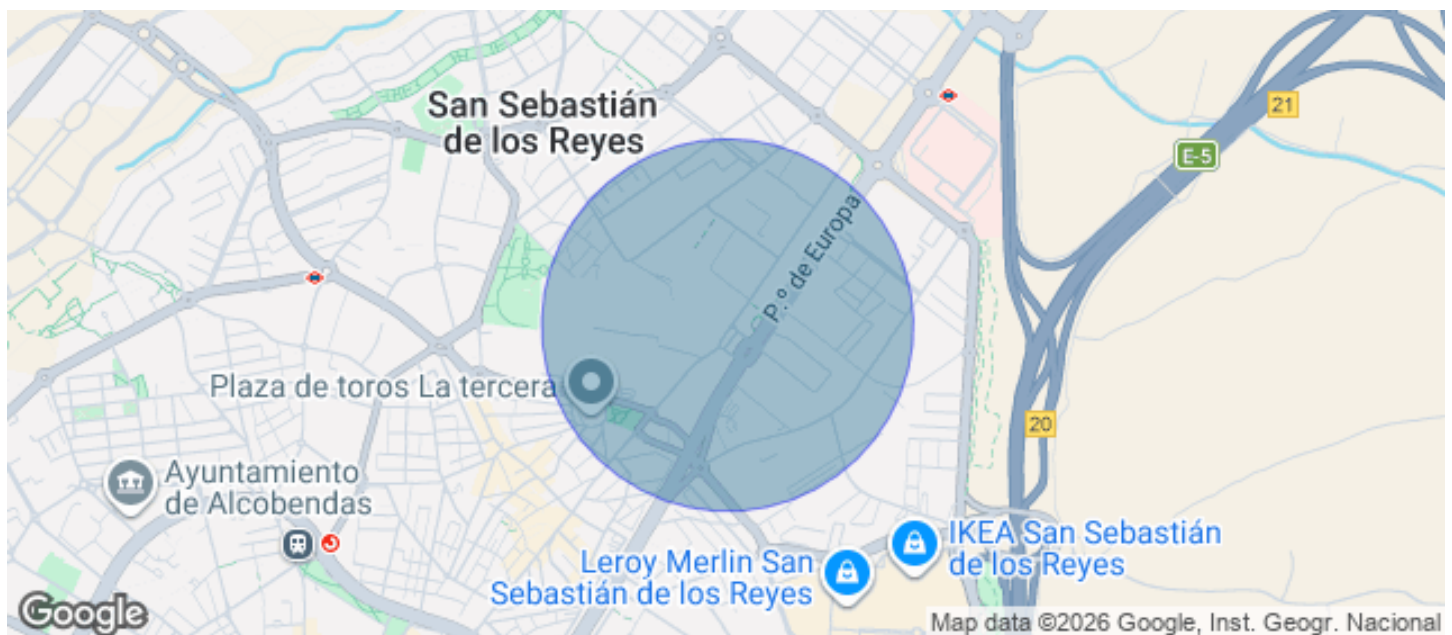 San Sebastián
de los Reyes
21
E-5
P.º de Europa
Plaza de toros La tercera
20
Ayuntamiento
de Alcobendas
IKEA San Sebastián
de los Reyes
Leroy Merlin San
Sebastián de los Reyes
Google
Map data ©2026 Google, Inst. Geogr. Nacional